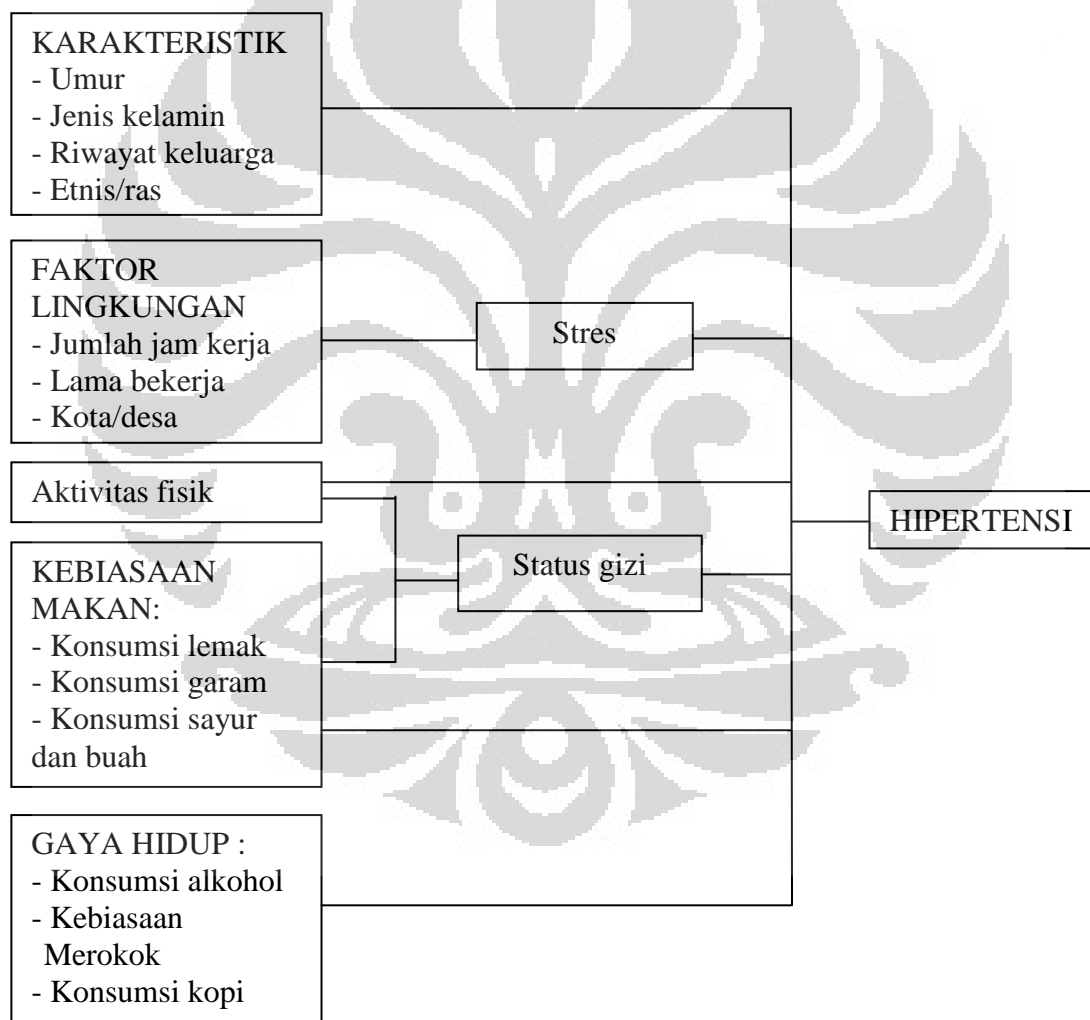 KARAKTERISTIK
- Umur
- Jenis kelamin
- Riwayat keluarga
- Etnis/ras
FAKTOR
LINGKUNGAN
- Jumlah jam kerja
- Lama bekerja
- Kota/desa
Stres
Aktivitas fisik
HIPERTENSI
Status gizi
KEBIASAAN
MAKAN:
- Konsumsi lemak
- Konsumsi garam
- Konsumsi sayur
dan buah
GAYA HIDUP :
- Konsumsi alkohol
- Kebiasaan
Merokok
- Konsumsi kopi